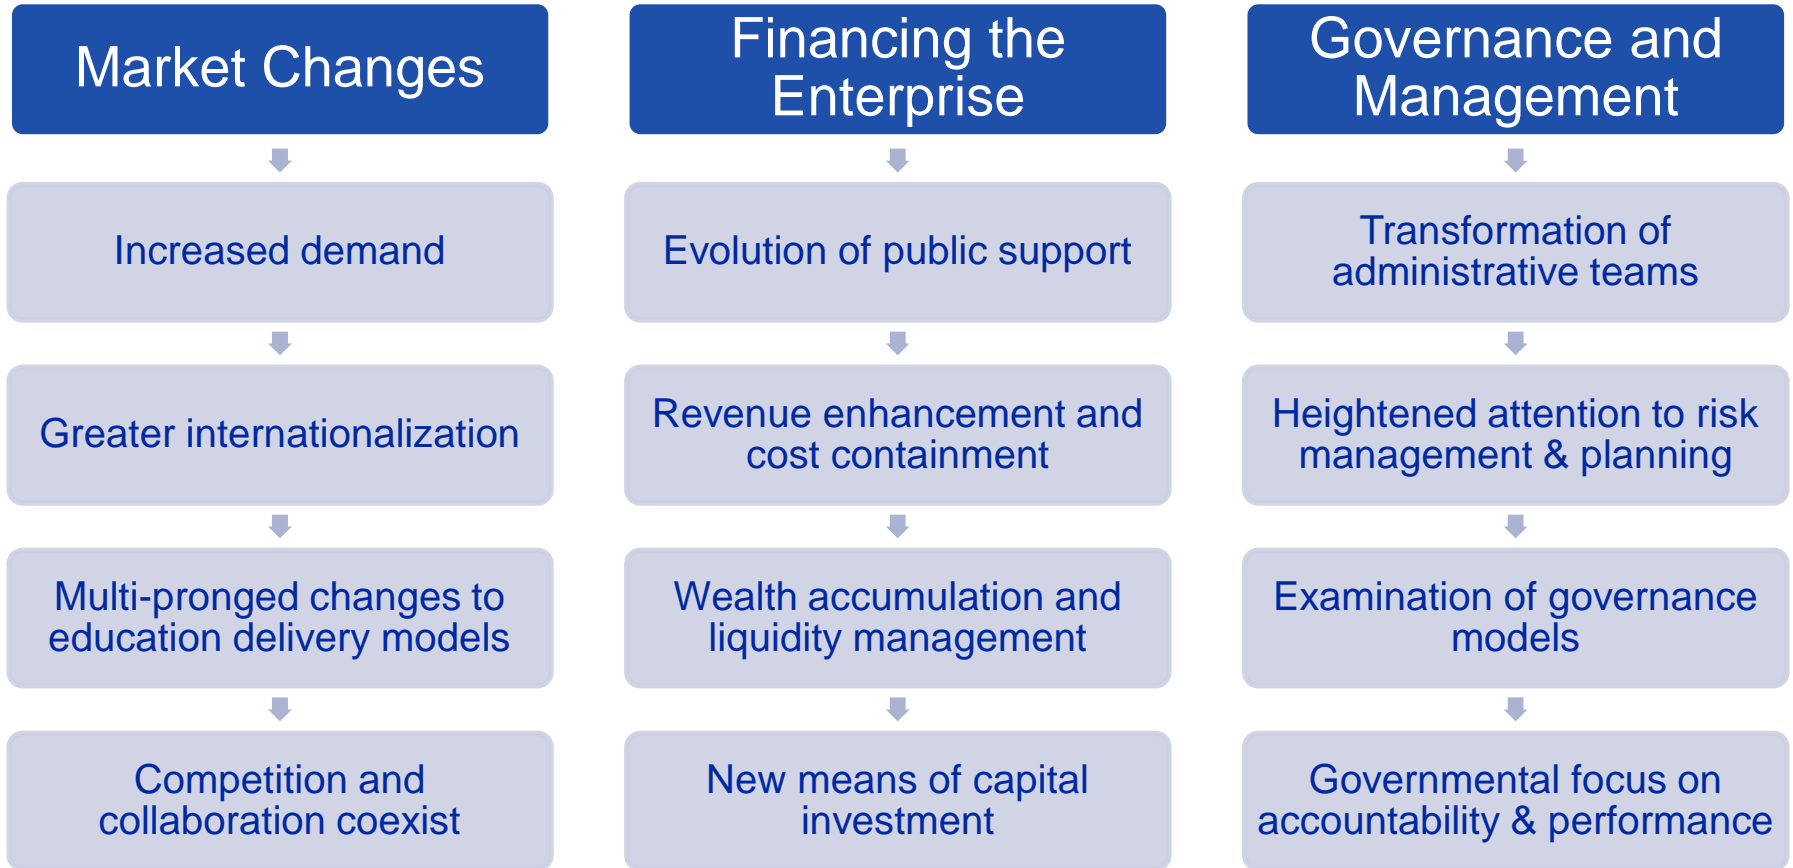 Market Changes
Increased demand
Greater internationalization
Multi-pronged changes to
education delivery models
Competition and
collaboration coexist
Financing the
Enterprise
Evolution of public support
Revenue enhancement and
cost containment
Wealth accumulation and
liquidity management
New means of capital
investment
Governance and
Management
Transformation of
administrative teams
Heightened attention to risk
management & planning
Examination of governance
models
Governmental focus on
accountability & performance